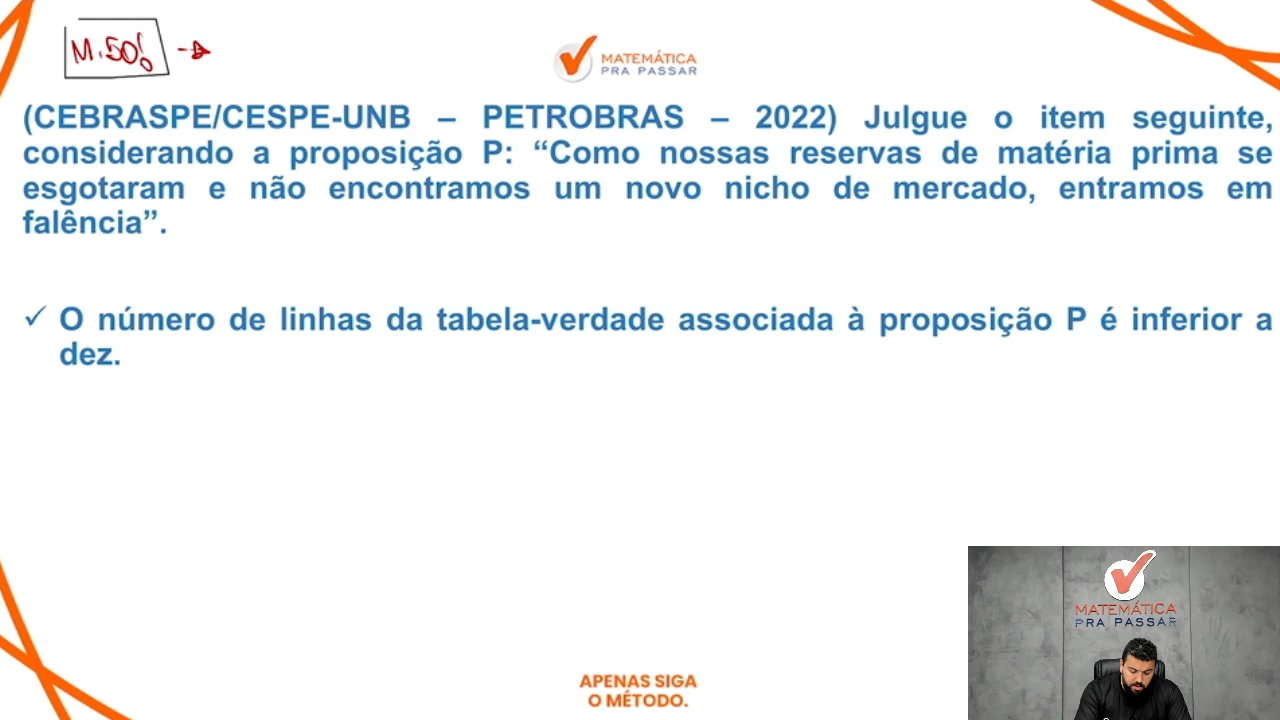 M.50!
MATEMÁTICA
PRA PASSAR
(CEBRASPE/CESPE-UNB – PETROBRAS – 2022) Julgue o item seguinte,
considerando a proposição P: “Como nossas reservas de matéria prima se
esgotaram e não encontramos um novo nicho de mercado, entramos em
falência”.
✓ O número de linhas da tabela-verdade associada à proposição P é inferior a
dez.
MATEMÁTICA
PRA PASSAR
APENAS SIGA
O MÉTODO.